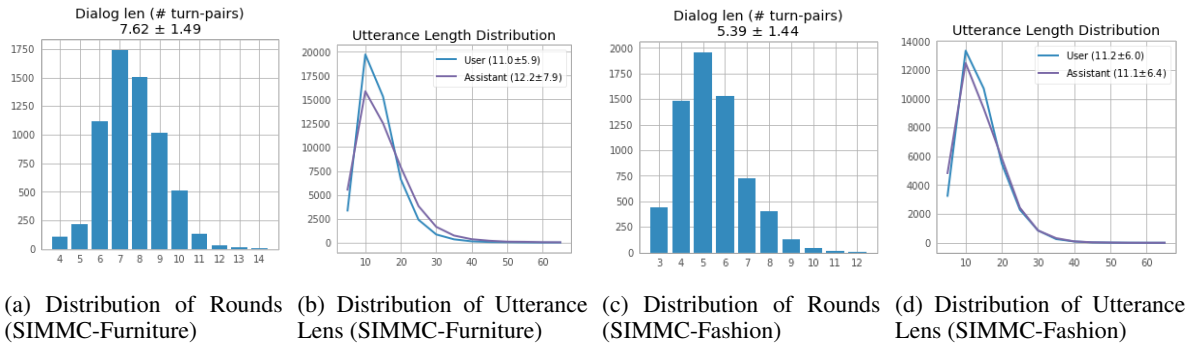 Dialog len (# turn-pairs)
7.62 ± 1.49
1750
1500
1250
1000
750
500
250
0
4 5 6 7 8 9 10 11 12 13 14
Utterance Length Distribution
User (11.0±5.9)
Assistant (12.2±7.9)
20000
17500
15000
12500
10000
7500
5000
2500
0
10 20 30 40 50 60
Dialog len (# turn-pairs)
5.39 ± 1.44
2000
1750
1500
1250
1000
750
500
250
0
3 4 5 6 7 8 9 10 11 12
Utterance Length Distribution
User (11.2±6.0)
Assistant (11.1±6.4)
14000
12000
10000
8000
6000
4000
2000
0
10 20 30 40 50 60
(a) Distribution of Rounds
(SIMMC-Furniture)
(b) Distribution of Utterance
Lens (SIMMC-Furniture)
(c) Distribution of Rounds
(SIMMC-Fashion)
(d) Distribution of Utterance
Lens (SIMMC-Fashion)